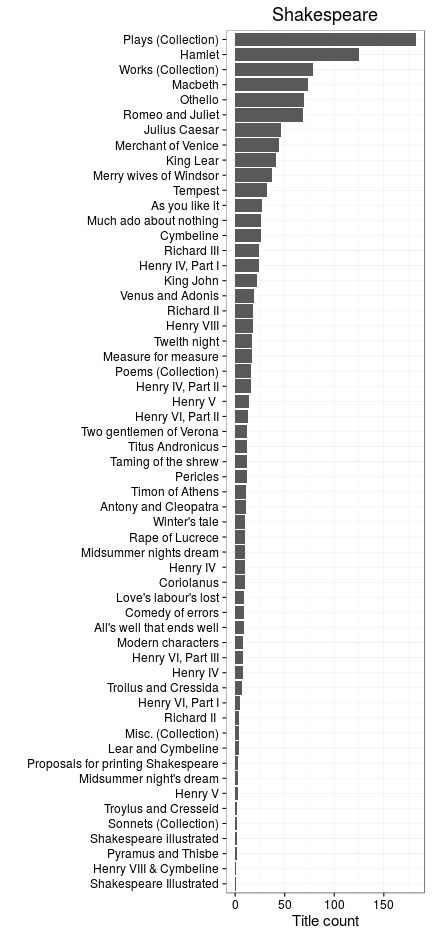 Shakespeare
Plays (Collection)
Hamlet
Works (Collection)
Macbeth
Othello
Romeo and Juliet
Julius Caesar
Merchant of Venice
King Lear
Merry wives of Windsor
Tempest
As you like it
Much ado about nothing
Cymbeline
Richard III
Henry IV, Part I
King John
Venus and Adonis
Richard II
Henry VIII
Twelth night
Measure for measure
Poems (Collection)
Henry IV, Part II
Henry V
Henry VI, Part II
Two gentlemen of Verona
Titus Andronicus
Taming of the shrew
Pericles
Timon of Athens
Antony and Cleopatra
Winter's tale
Rape of Lucrece
Midsummer nights dream
Henry IV
Coriolanus
Love's labour's lost
Comedy of errors
All's well that ends well
Modern characters
Henry VI, Part III
Henry IV
Troilus and Cressida
Henry VI, Part I
Richard II
Misc. (Collection)
Lear and Cymbeline
Proposals for printing Shakespeare
Midsummer night's dream
Henry V
Troylus and Cresseid
Sonnets (Collection)
Shakespeare illustrated
Pyramus and Thisbe
Henry VIII & Cymbeline
Shakespeare Illustrated
0 50 100 150
Title count